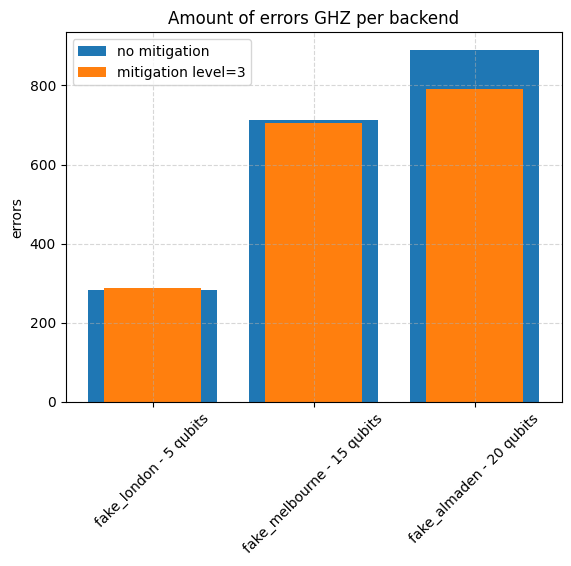 Amount of errors GHZ per backend
no mitigation
mitigation level=3
errors
800
600
400
200
0
fake_london - 5 qubits
fake_melbourne - 15 qubits
fake_almaden - 20 qubits